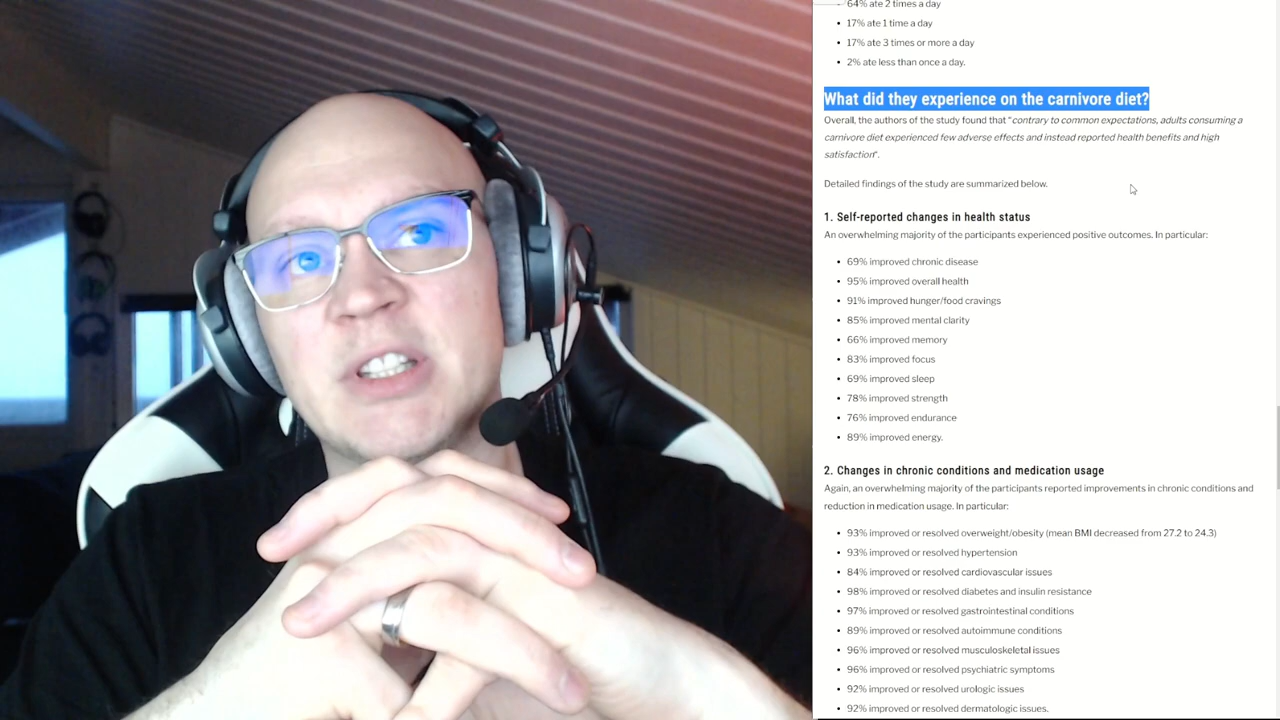 64% ate 2 times a day
17% ate 1 time a day
17% ate 3 times or more a day
2% ate less than once a day.
What did they experience on the carnivore diet?
Overall, the authors of the study found that "contrary to common expectations, adults consuming a
carnivore diet experienced few adverse effects and instead reported health benefits and high
satisfaction".
Detailed findings of the study are summarized below.
1. Self-reported changes in health status
An overwhelming majority of the participants experienced positive outcomes. In particular:
69% improved chronic disease
95% improved overall health
91% improved hunger/food cravings
85% improved mental clarity
66% improved memory
83% improved focus
69% improved sleep
78% improved strength
76% improved endurance
89% improved energy.
2. Changes in chronic conditions and medication usage
Again, an overwhelming majority of the participants reported improvements in chronic conditions and
reduction in medication usage. In particular:
93% improved or resolved overweight/obesity (mean BMI decreased from 27.2 to 24.3)
93% improved or resolved hypertension
84% improved or resolved cardiovascular issues
98% improved or resolved diabetes and insulin resistance
97% improved or resolved gastrointestinal conditions
89% improved or resolved autoimmune conditions
96% improved or resolved musculoskeletal issues
96% improved or resolved psychiatric symptoms
92% improved or resolved urologic issues
92% improved or resolved dermatologic issues.